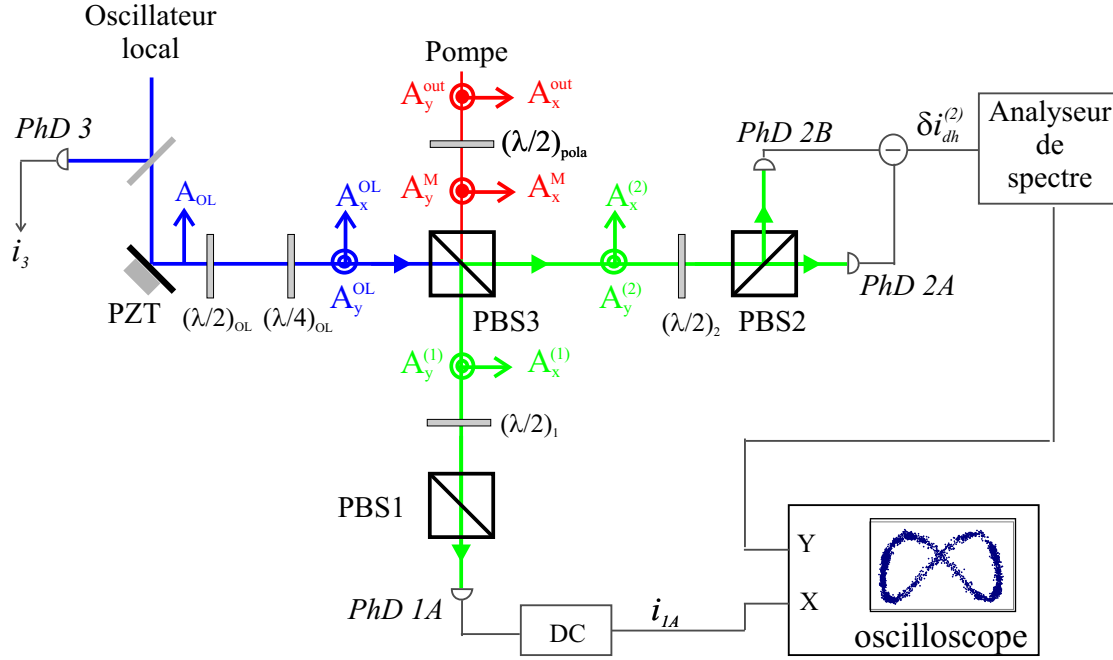 Oscillateur
local
Pompe
A_y^out A_x^out
PhD 3
(λ/2)_pola
PhD 2B
δi_dh^(2)
Analyseur
de
spectre
A_y^M A_x^M
A_OL
A_x^OL
A_x^(2)
i_3
PZT
(λ/2)_OL
(λ/4)_OL
A_y^OL
PBS3
A_y^(2)
(λ/2)_2
PBS2
PhD 2A
A_y^(1) A_x^(1)
(λ/2)_1
PBS1
PhD 1A
DC
i_1A
Y
X
oscilloscope